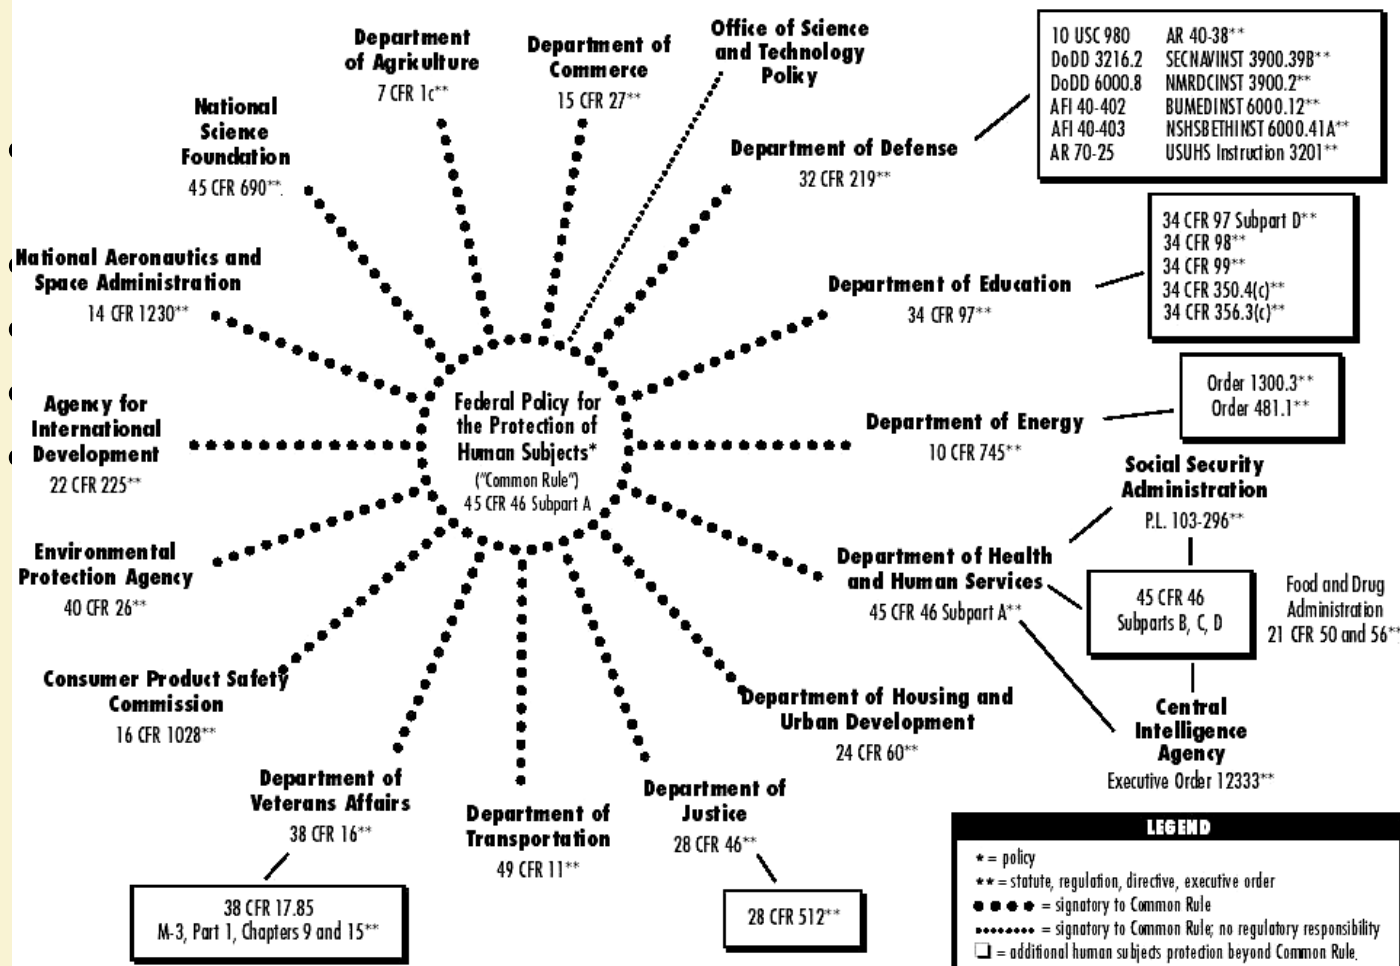 Department
of Agriculture
7 CFR 1c**
Department of
Commerce
15 CFR 27**
Office of Science
and Technology
Policy
10 USC 980 AR 40-38**
DoDD 3216.2 SECNAVINST 3900.39B**
DoDD 6000.8 NMRDCINST 3900.2**
AFI 40-402 BUMEDINST 6000.12**
AFI 40-403 NSHSBETHINST 6000.41A**
AR 70-25 USUHS Instruction 3201**
National
Science
Foundation
45 CFR 690**.
Department of Defense
32 CFR 219**
National Aeronautics and
Space Administration
14 CFR 1230**
Department of Education
34 CFR 97**
34 CFR 97 Subpart D**
34 CFR 98**
34 CFR 99**
34 CFR 350.4(c)**
34 CFR 356.3(c)**
Agency for
International
Development
22 CFR 225**
Federal Policy for
the Protection of
Human Subjects*
("Common Rule")
45 CFR 46 Subpart A
Department of Energy
10 CFR 745**
Order 1300.3**
Order 481.1**
Social Security
Administration
P.L. 103-296**
Environmental
Protection Agency
40 CFR 26**
Department of Health
and Human Services
45 CFR 46 Subpart A**
45 CFR 46
Subparts B, C, D
Food and Drug
Administration
21 CFR 50 and 56**
Consumer Product Safety
Commission
16 CFR 1028**
Department of Housing and
Urban Development
24 CFR 60**
Central
Intelligence
Agency
Executive Order 12333**
Department of
Veterans Affairs
38 CFR 16**
Department of
Transportation
49 CFR 11**
Department of
Justice
28 CFR 46**
38 CFR 17.85
M-3, Part 1, Chapters 9 and 15**
28 CFR 512**
LEGEND
* = policy
** = statute, regulation, directive, executive order
= signatory to Common Rule
= signatory to Common Rule; no regulatory responsibility
= additional human subjects protection beyond Common Rule.